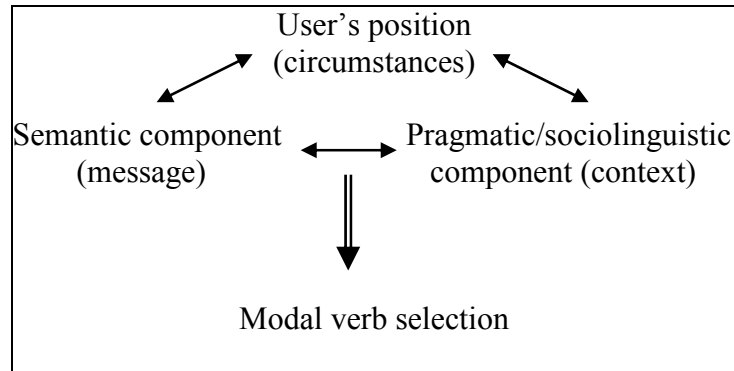 User’s position
(circumstances)
Semantic component
(message)
Pragmatic/sociolinguistic
component (context)
Modal verb selection